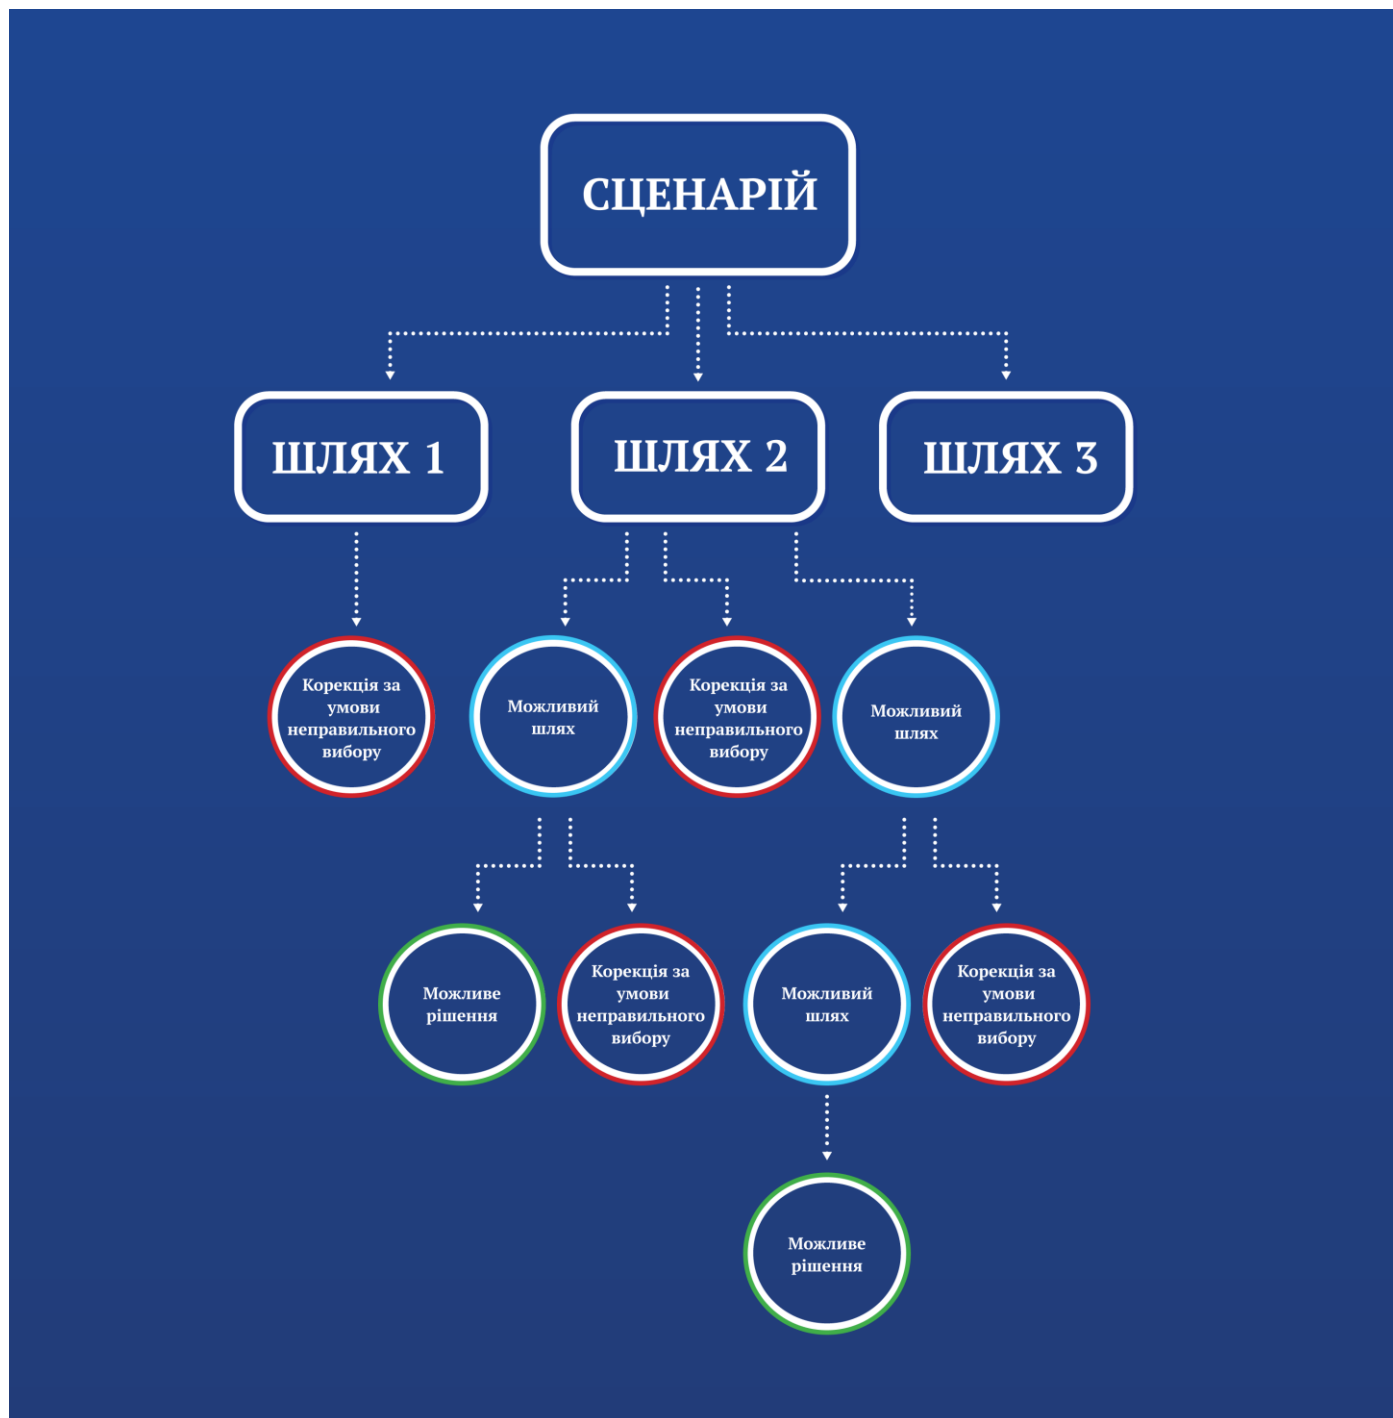 СЦЕНАРІЙ
ШЛЯХ 1
ШЛЯХ 2
ШЛЯХ 3
Корекція за
умови
неправильного
вибору
Можливий
шлях
Корекція за
умови
неправильного
вибору
Можливий
шлях
Можливе
рішення
Корекція за
умови
неправильного
вибору
Можливий
шлях
Корекція за
умови
неправильного
вибору
Можливе
рішення